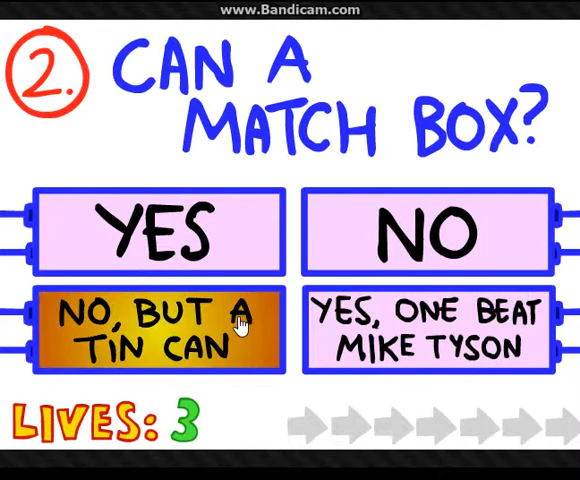 www.Bandicam.com
2. CAN A
MATCH BOX?
YES
NO
NO, BUT A
TiN CAN
YES, ONE BEAT
MIKE TYSON
LIVES: 3